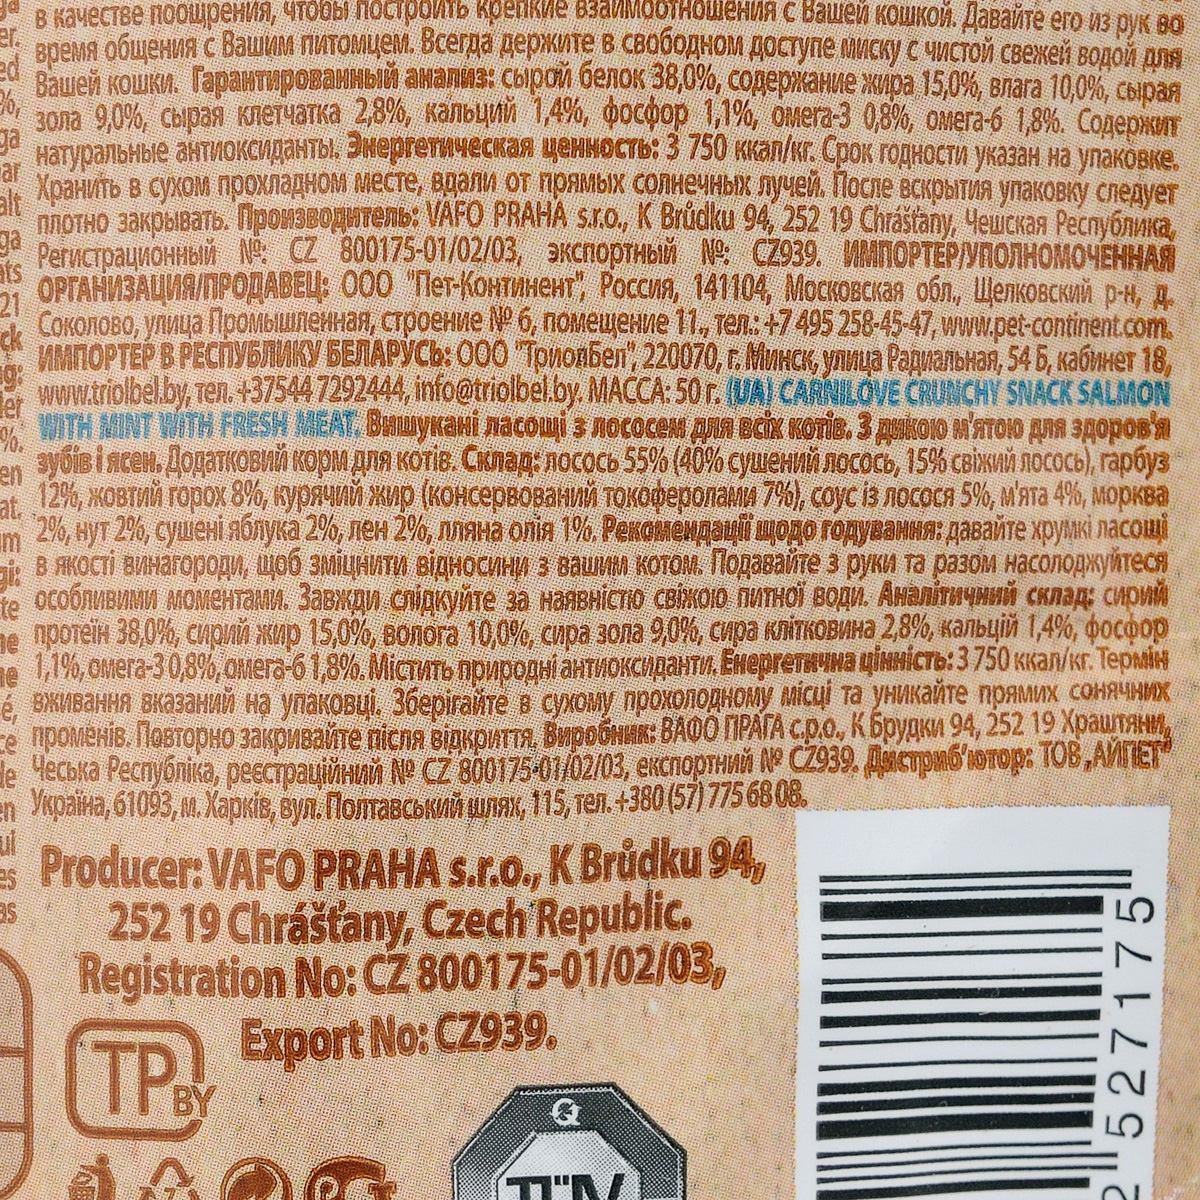 в качестве поощрения, чтобы построить крепкие взаимоотношения с Вашей кошкой. Давайте его из рук во
время общения с Вашим питомцем. Всегда держите в свободном доступе миску с чистой свежей водой для
Вашей кошки. Гарантированный анализ: сырой белок 38,0%, содержание жира 15,0%, влага 10,0%, сырая
зола 9,0%, сырая клетчатка 2,8%, кальций 1,4%, фосфор 1,1%, омега-3 0,8%, омега-6 1,8%. Содержит
натуральные антиоксиданты. Энергетическая ценность: 3 750 ккал/кг. Срок годности указан на упаковке.
Хранить в сухом прохладном месте, вдали от прямых солнечных лучей. После вскрытия упаковку следует
плотно закрывать. Производитель: VAFO PRAHA s.r.o., K Brůdku 94, 252 19 Chrášťany, Чешская Республика,
Регистрационный №: CZ 800175-01/02/03, экспортный №: CZ939. ИМПОРТЕР/УПОЛНОМОЧЕННАЯ
ОРГАНИЗАЦИЯ/ПРОДАВЕЦ: ООО "Пет-Континент", Россия, 141104, Московская обл., Щелковский р-н, д.
Соколово, улица Промышленная, строение № 6, помещение 11., тел.: +7 495 258-45-47, www.pet-continent.com.
ИМПОРТЕР В РЕСПУБЛИКУ БЕЛАРУСЬ: ООО "ТриолБел", 220070, г. Минск, улица Радиальная, 54 Б, кабинет 18,
www.triolbel.by, тел. +37544 7292444, info@triolbel.by. МАССА: 50 г. (UA) CARNILOVE CRUNCHY SNACK SALMON
WITH MINT WITH FRESH MEAT. Вишукані ласощі з лососем для всіх котів. З дикою м'ятою для здоров'я
зубів і ясен. Додатковий корм для котів. Склад: лосось 55% (40% сушений лосось, 15% свіжий лосось), гарбуз
12%, жовтий горох 8%, курячий жир (консервований токоферолами 7%), соус із лосося 5%, м'ята 4%, морква
2%, нут 2%, сушені яблука 2%, лен 2%, лляна олія 1%. Рекомендації щодо годування: давайте хрумкі ласощі
в якості винагороди, щоб зміцнити відносини з вашим котом. Подавайте з руки та разом насолоджуйтеся
особливими моментами. Завжди слідкуйте за наявністю свіжою питної води. Аналітичний склад: сирий
протеїн 38,0%, сирий жир 15,0%, волога 10,0%, сира зола 9,0%, сира клітковина 2,8%, кальцій 1,4%, фосфор
1,1%, омега-3 0,8%, омега-6 1,8%. Містить природні антиоксиданти. Енергетична цінність: 3 750 ккал/кг. Термін
вживання вказаний на упаковці. Зберігайте в сухому прохолодному місці та уникайте прямих сонячних
променів. Повторно закривайте після відкриття. Виробник: ВАФО ПРАГА с.р.о., К Брудки 94, 252 19 Храштяни,
Чеська Республіка, реєстраційний № CZ 800175-01/02/03, експортний № CZ939. Дистриб'ютор: ТОВ „АЙПЕТ"
Україна, 61093, м. Харків, вул. Полтавський шлях, 115, тел. +380 (57) 775 68 08.
Producer: VAFO PRAHA s.r.o., K Brůdku 94,
252 19 Chrášťany, Czech Republic.
Registration No: CZ 800175-01/02/03,
Export No: CZ939.
TP BY
527175